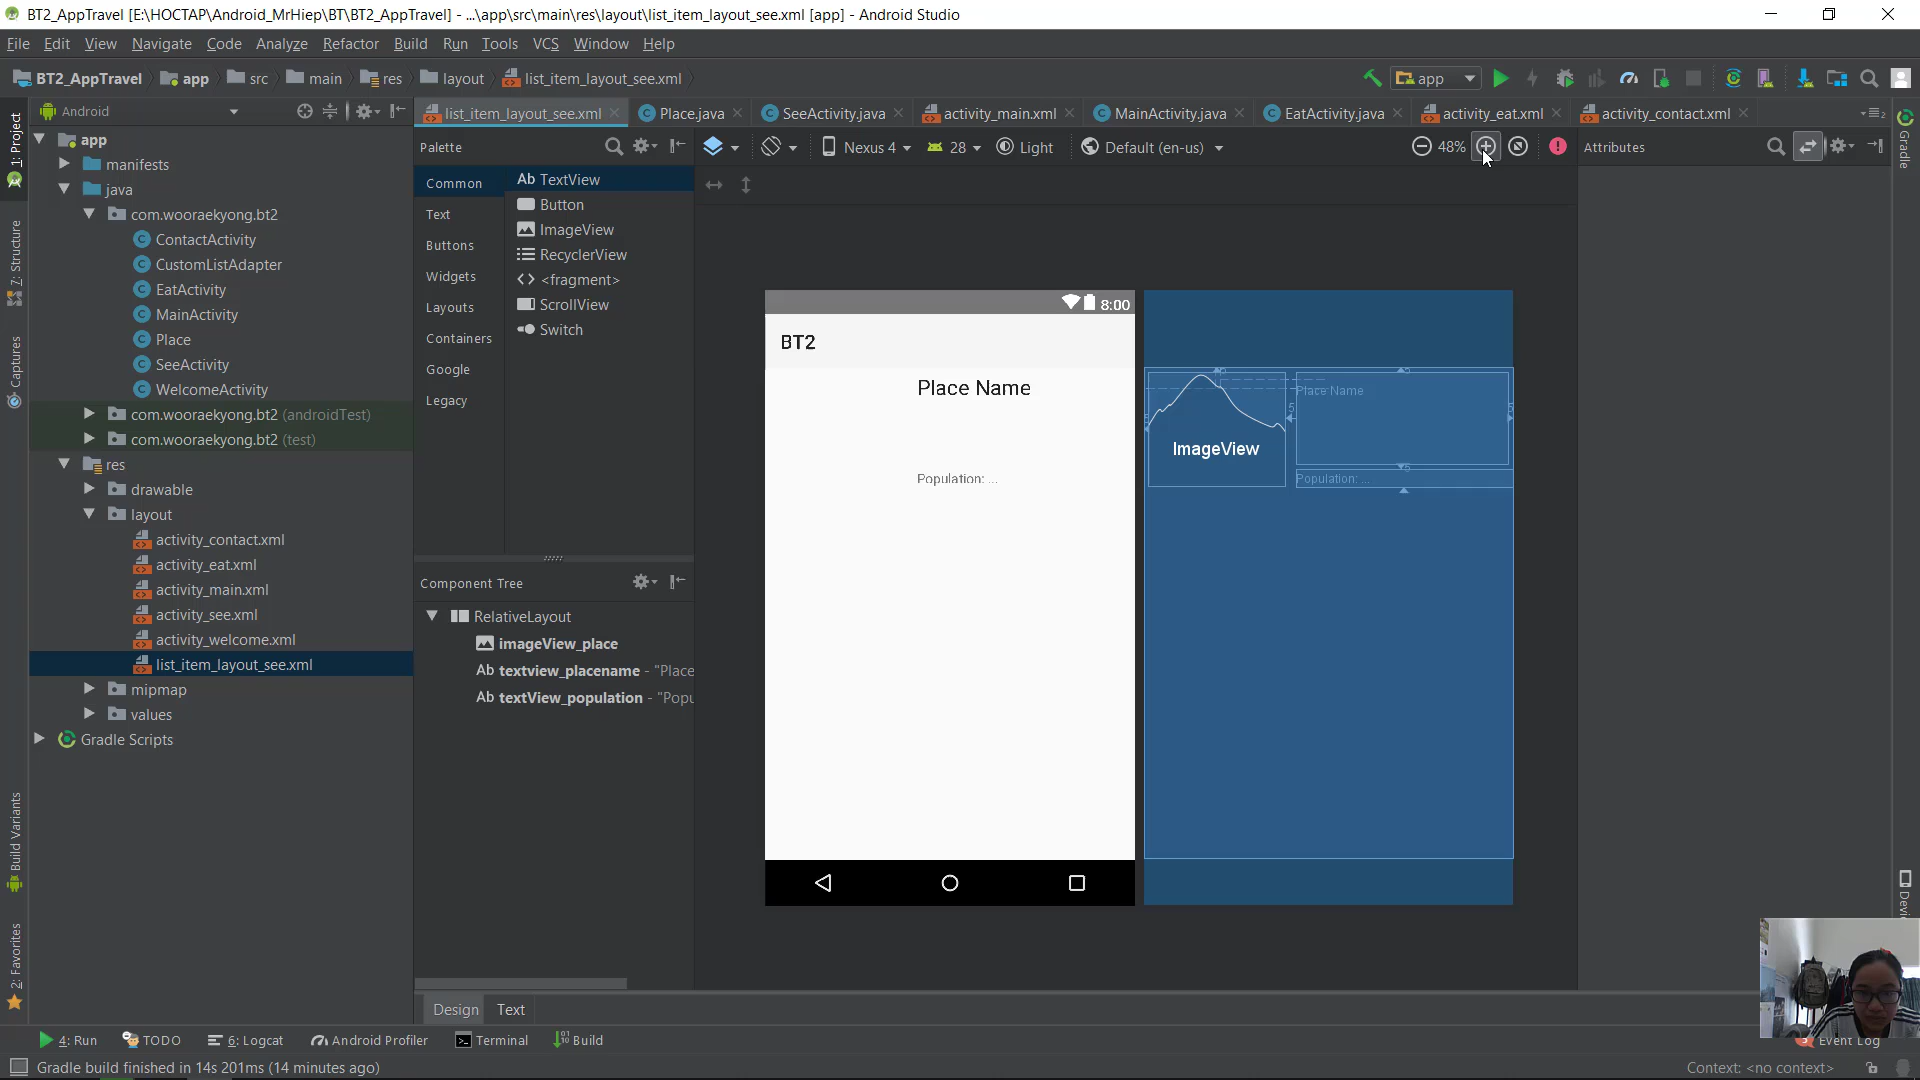 BT2_AppTravel [E:\HOCTAP\Android_MrHiep\BT\BT2_AppTravel] - ...\app\src\main\res\layout\list_item_layout_see.xml [app] - Android Studio
File Edit View Navigate Code Analyze Refactor Build Run Tools VCS Window Help
BT2_AppTravel app src main res layout list_item_layout_see.xml app
1: Project
7: Structure
Captures
Build Variants
2: Favorites
Android
app
manifests
java
com.wooraekyong.bt2
ContactActivity
CustomListAdapter
EatActivity
MainActivity
Place
SeeActivity
WelcomeActivity
com.wooraekyong.bt2 (androidTest)
com.wooraekyong.bt2 (test)
res
drawable
layout
activity_contact.xml
activity_eat.xml
activity_main.xml
activity_see.xml
activity_welcome.xml
list_item_layout_see.xml
mipmap
values
Gradle Scripts
list_item_layout_see.xml Place.java SeeActivity.java activity_main.xml MainActivity.java EatActivity.java activity_eat.xml activity_contact.xml
Palette
Common
Text
Buttons
Widgets
Layouts
Containers
Google
Legacy
Ab TextView
Button
ImageView
RecyclerView
<fragment>
ScrollView
Switch
Component Tree
RelativeLayout
imageView_place
Ab textview_placename - "Place
Ab textView_population - "Popu
Nexus 4 28 Light Default (en-us) 48%
Attributes
8:00
BT2
Place Name
Population: ...
Place Name
ImageView
Population: ...
Design Text
Gradle
4: Run TODO 6: Logcat Android Profiler Terminal Build Event Log
Gradle build finished in 14s 201ms (14 minutes ago)
Context: <no context>